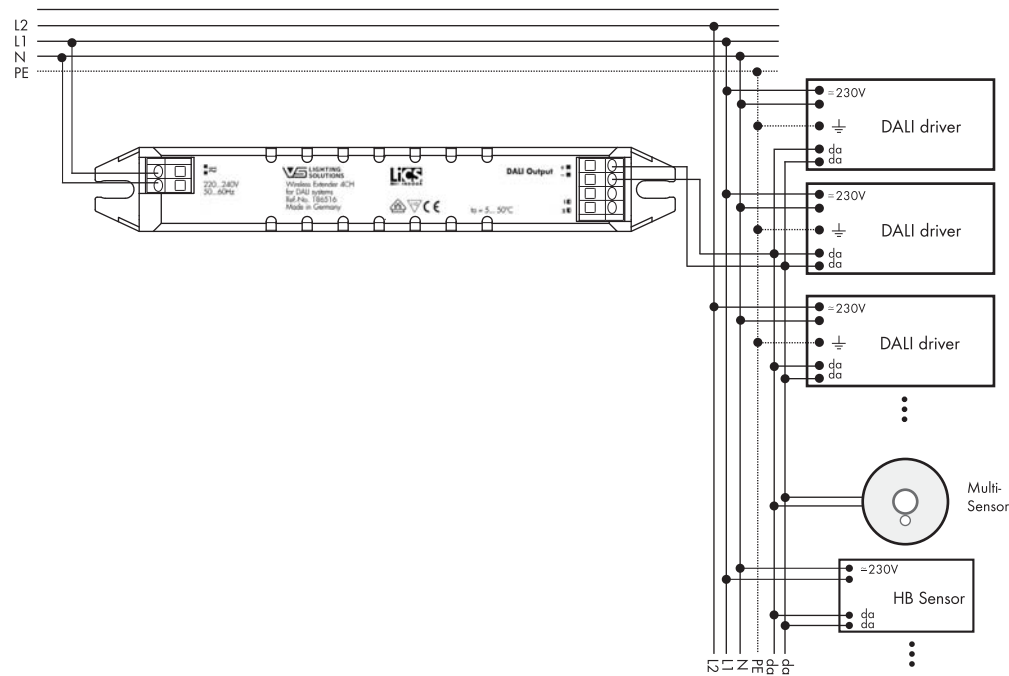 L2
L1
N
PE
≃230V
DALI driver
da
da
220...240V
50...60Hz
VS LIGHTING
SOLUTIONS
Wireless Extender 4CH
for DALI systems
Ref.-No. 186516
Made in Germany
LiCS
CE
ta = 5... 50°C
DALI Output
+
-
≃230V
DALI driver
da
da
≃230V
DALI driver
da
da
Multi-
Sensor
≃230V
HB Sensor
da
da
L2
L1
N
PE
da
da